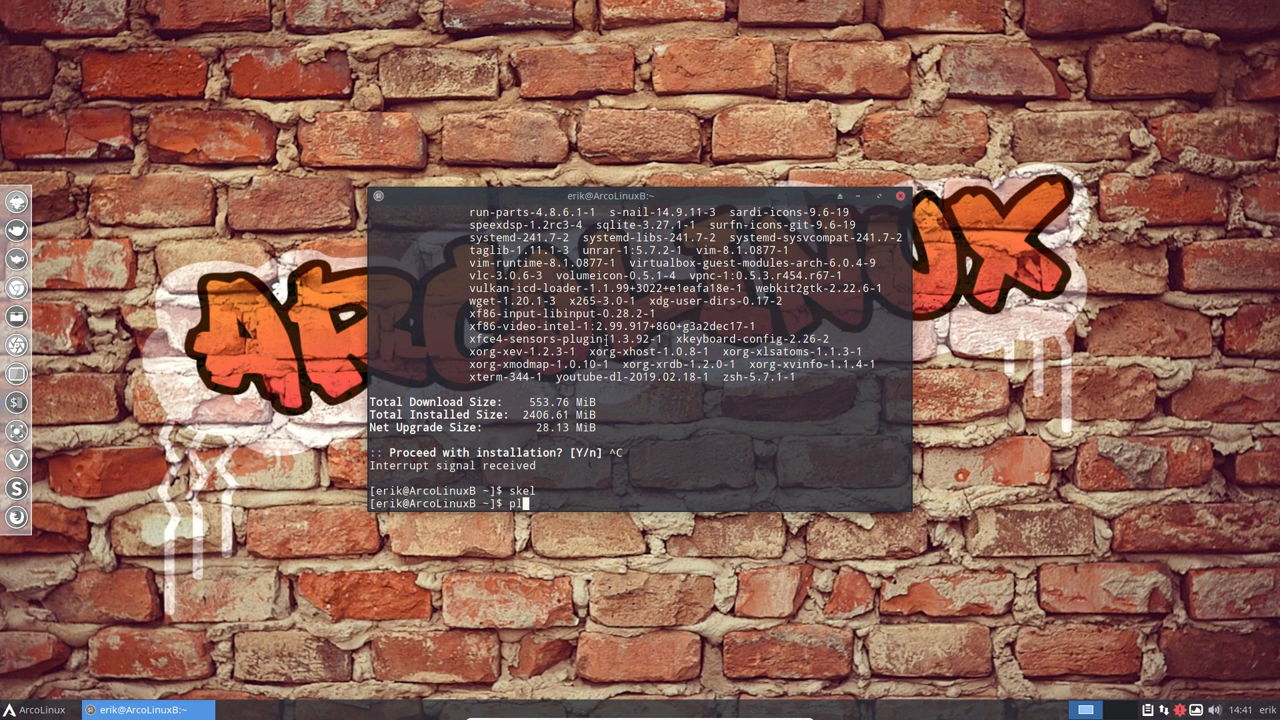 ARCOLINUX
erik@ArcoLinuxB:~
run-parts-4.8.6.1-1 s-nail-14.9.11-3 sardi-icons-9.6-19
speexdsp-1.2rc3-4 sqlite-3.27.1-1 surfn-icons-git-9.6-19
systemd-241.7-2 systemd-libs-241.7-2 systemd-sysvcompat-241.7-2
taglib-1.11.1-3 unrar-1:5.7.2-1 vim-8.1.0877-1
vim-runtime-8.1.0877-1 virtualbox-guest-modules-arch-6.0.4-9
vlc-3.0.6-3 volumeicon-0.5.1-4 vpnc-1:0.5.3.r454.r67-1
vulkan-icd-loader-1.1.99+3022+e1eafa18e-1 webkit2gtk-2.22.6-1
wget-1.20.1-3 x265-3.0-1 xdg-user-dirs-0.17-2
xf86-input-libinput-0.28.2-1
xf86-video-intel-1:2.99.917+860+g3a2dec17-1
xfce4-sensors-plugin-1.3.92-1 xkeyboard-config-2.26-2
xorg-xev-1.2.3-1 xorg-xhost-1.0.8-1 xorg-xlsatoms-1.1.3-1
xorg-xmodmap-1.0.10-1 xorg-xrdb-1.2.0-1 xorg-xvinfo-1.1.4-1
xterm-344-1 youtube-dl-2019.02.18-1 zsh-5.7.1-1
Total Download Size: 553.76 MiB
Total Installed Size: 2406.61 MiB
Net Upgrade Size: 28.13 MiB
:: Proceed with installation? [Y/n] ^C
Interrupt signal received
[erik@ArcoLinuxB ~]$ skel
[erik@ArcoLinuxB ~]$ pl
ArcoLinux erik@ArcoLinuxB:~ 14:41 erik